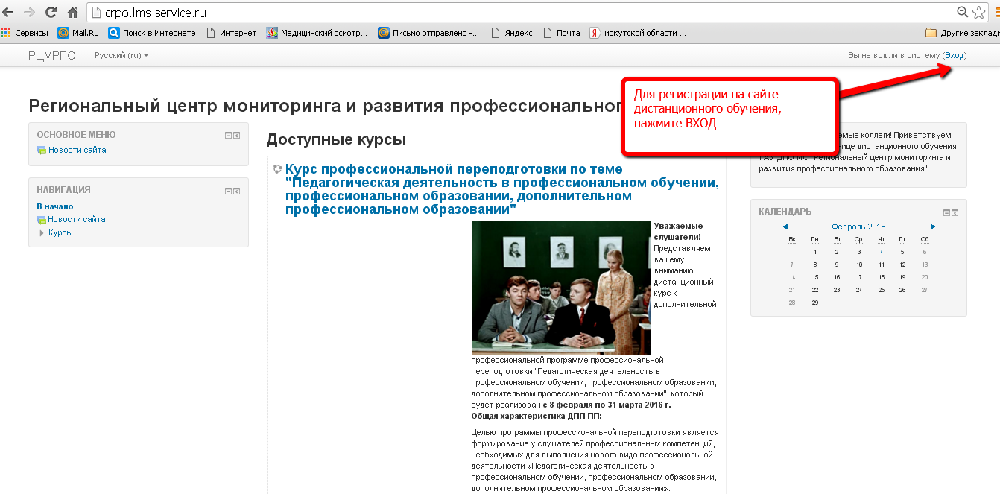 crpo.lms-service.ru
Сервисы Mail.Ru Поиск в Интернете Интернет Медицинский осмотр... Письмо отправлено -... Яндекс Почта иркутской области ... Другие заклад
РЦМРПО Русский (ru) Вы не вошли в систему (Вход)
Для регистрации на сайте
дистанционного обучения,
нажмите ВХОД
Региональный центр мониторинга и развития
ОСНОВНОЕ МЕНЮ
Новости сайта
НАВИГАЦИЯ
В начало
Новости сайта
Курсы
Доступные курсы
Курс профессиональной переподготовки по теме
"Педагогическая деятельность в профессиональном обучении,
профессиональном образовании, дополнительном
профессиональном образовании"
Уважаемые
слушатели!
Представляем
вашему
вниманию
дистанционный
курс к
дополнительной
профессиональной программе профессиональной
переподготовки "Педагогическая деятельность в
профессиональном обучении, профессиональном образовании,
дополнительном профессиональном образовании", который
будет реализован с 8 февраля по 31 марта 2016 г.
Общая характеристика ДПП ПП:
Целью программы профессиональной переподготовки является
формирование у слушателей профессиональных компетенций,
необходимых для выполнения нового вида профессиональной
деятельности «Педагогическая деятельность в
профессиональном обучении, профессиональном образовании,
дополнительном профессиональном образовании».
коллеги! Приветствуем
дистанционного обучения
ГАУ ДПО ИО "Региональный центр мониторинга и
развития профессионального образования".
КАЛЕНДАРЬ
Февраль 2016
Вс Пн Вт Ср Чт Пт Сб
1 2 3 4 5 6
7 8 9 10 11 12 13
14 15 16 17 18 19 20
21 22 23 24 25 26 27
28 29